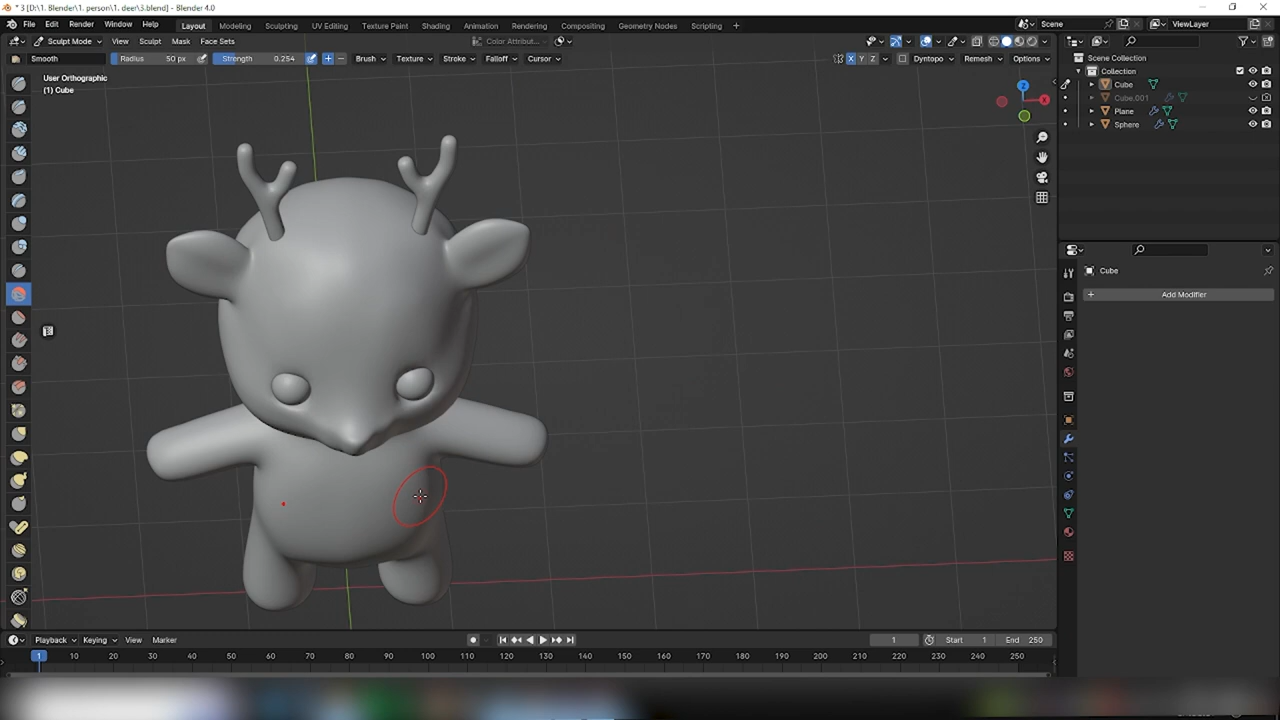 * 3 [D:\1. Blender\1. person\1. deer\3.blend] - Blender 4.0
File Edit Render Window Help Layout Modeling Sculpting UV Editing Texture Paint Shading Animation Rendering Compositing Geometry Nodes Scripting + Scene ViewLayer
Sculpt Mode View Sculpt Mask Face Sets Color Attribut...
Smooth Radius 50 px Strength 0.254 Brush Texture Stroke Falloff Cursor X Y Z Dyntopo Remesh Options
User Orthographic
(1) Cube
Scene Collection
Collection
Cube
Cube.001
Plane
Sphere
Z
X
Cube
+ Add Modifier
Playback Keying View Marker 1 Start 1 End 250
1 10 20 30 40 50 60 70 80 90 100 110 120 130 140 150 160 170 180 190 200 210 220 230 240 250